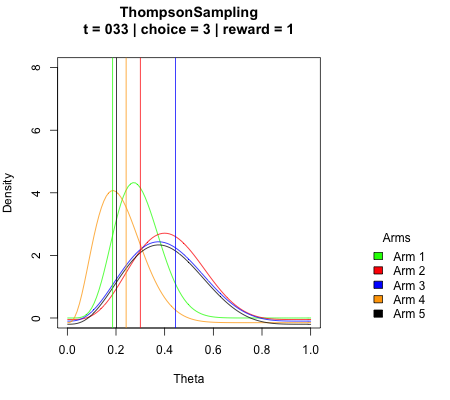 ThompsonSampling
t = 033 | choice = 3 | reward = 1
Density
8
6
4
2
0
0.0 0.2 0.4 0.6 0.8 1.0
Theta
Arms
Arm 1
Arm 2
Arm 3
Arm 4
Arm 5